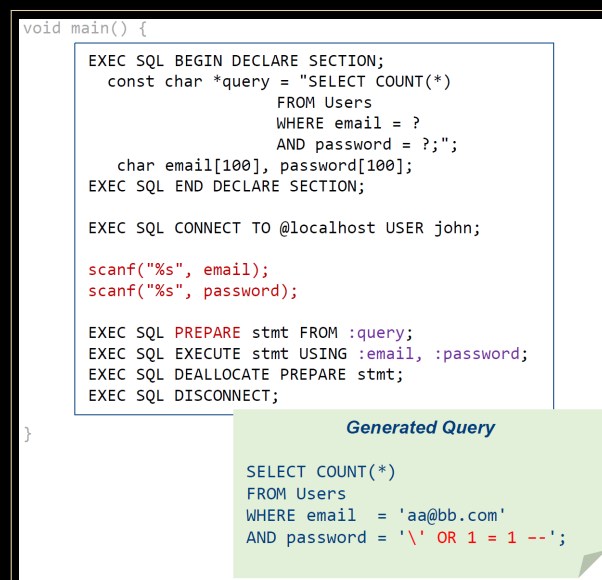 void main() {
EXEC SQL BEGIN DECLARE SECTION;
const char *query = "SELECT COUNT(*)
FROM Users
WHERE email = ?
AND password = ?;";
char email[100], password[100];
EXEC SQL END DECLARE SECTION;
EXEC SQL CONNECT TO @localhost USER john;
scanf("%s", email);
scanf("%s", password);
EXEC SQL PREPARE stmt FROM :query;
EXEC SQL EXECUTE stmt USING :email, :password;
EXEC SQL DEALLOCATE PREPARE stmt;
EXEC SQL DISCONNECT;
}
Generated Query
SELECT COUNT(*)
FROM Users
WHERE email = 'aa@bb.com'
AND password = '\' OR 1 = 1 --';